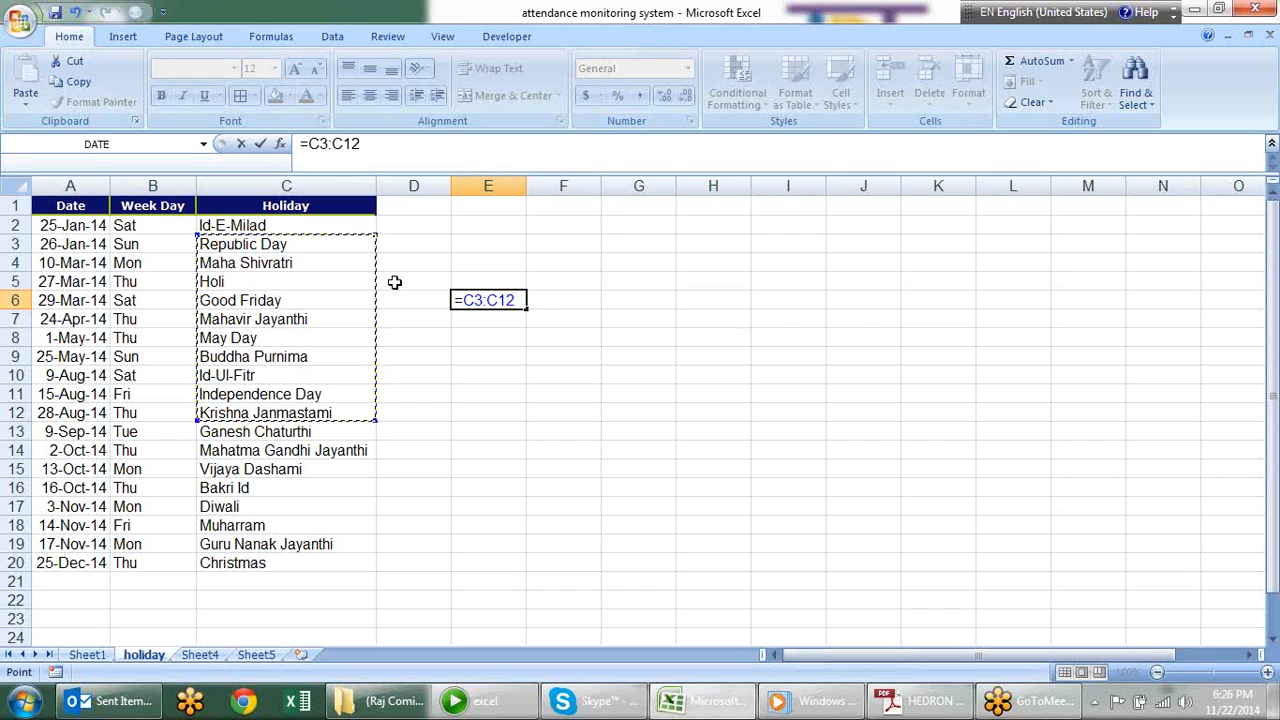 attendance monitoring system - Microsoft Excel
EN English (United States)
Help
Home Insert Page Layout Formulas Data Review View Developer
Paste
Cut
Copy
Format Painter
Clipboard
12
B I U
Font
Wrap Text
Merge & Center
Alignment
General
$ % ,
Number
Conditional Formatting
Format as Table
Cell Styles
Styles
Insert
Delete
Format
Cells
AutoSum
Fill
Clear
Sort & Filter
Find & Select
Editing
DATE
=C3:C12
A B C D E F G H I J K L M N O
1 Date Week Day Holiday
2 25-Jan-14 Sat Id-E-Milad
3 26-Jan-14 Sun Republic Day
4 10-Mar-14 Mon Maha Shivratri
5 27-Mar-14 Thu Holi
6 29-Mar-14 Sat Good Friday =C3:C12
7 24-Apr-14 Thu Mahavir Jayanthi
8 1-May-14 Thu May Day
9 25-May-14 Sun Buddha Purnima
10 9-Aug-14 Sat Id-Ul-Fitr
11 15-Aug-14 Fri Independence Day
12 28-Aug-14 Thu Krishna Janmastami
13 9-Sep-14 Tue Ganesh Chaturthi
14 2-Oct-14 Thu Mahatma Gandhi Jayanthi
15 13-Oct-14 Mon Vijaya Dashami
16 16-Oct-14 Thu Bakri Id
17 3-Nov-14 Mon Diwali
18 14-Nov-14 Fri Muharram
19 17-Nov-14 Mon Guru Nanak Jayanthi
20 25-Dec-14 Thu Christmas
21
22
23
24
Sheet1 holiday Sheet4 Sheet5
Point
100%
Sent Item...
{Raj Comi...
excel
Skype™ - ...
Microsoft...
Windows ...
HEDRON ...
GoToMee...
6:26 PM
11/22/2014